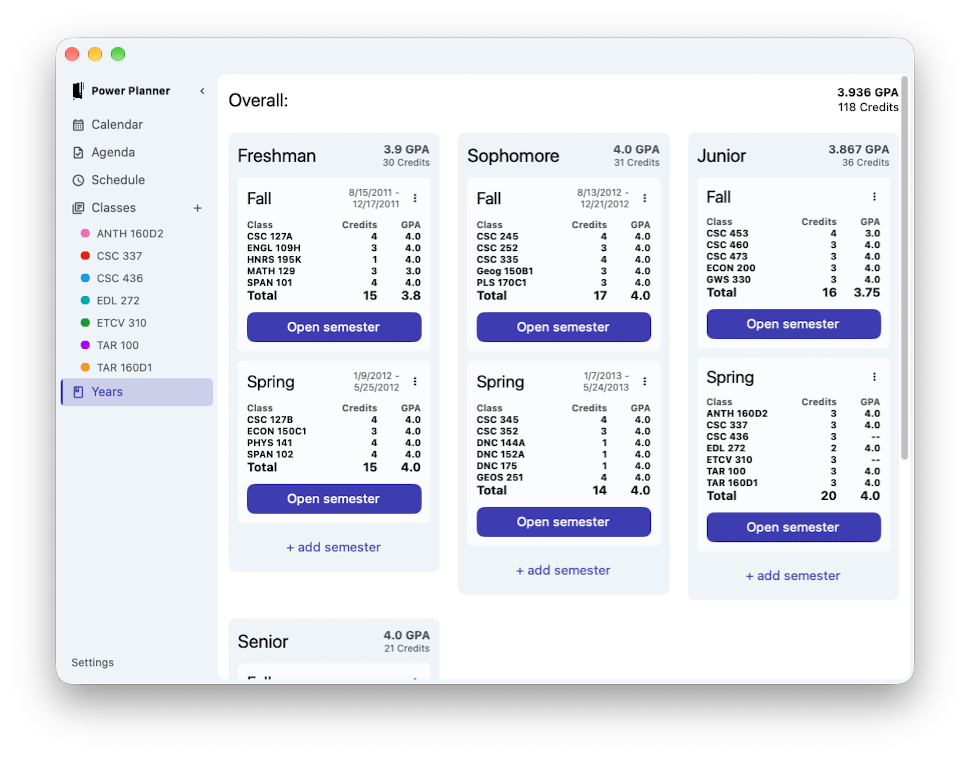 Power Planner
Calendar
Agenda
Schedule
Classes +
ANTH 160D2
CSC 337
CSC 436
EDL 272
ETCV 310
TAR 100
TAR 160D1
Years
Settings
Overall:
3.936 GPA
118 Credits
Freshman
3.9 GPA
30 Credits
Fall
8/15/2011 -
12/17/2011
Class Credits GPA
CSC 127A 4 4.0
ENGL 109H 3 4.0
HNRS 195K 1 4.0
MATH 129 3 3.0
SPAN 101 4 4.0
Total 15 3.8
Open semester
Spring
1/9/2012 -
5/25/2012
Class Credits GPA
CSC 127B 4 4.0
ECON 150C1 3 4.0
PHYS 141 4 4.0
SPAN 102 4 4.0
Total 15 4.0
Open semester
+ add semester
Sophomore
4.0 GPA
31 Credits
Fall
8/13/2012 -
12/21/2012
Class Credits GPA
CSC 245 4 4.0
CSC 252 3 4.0
CSC 335 4 4.0
Geog 150B1 3 4.0
PLS 170C1 3 4.0
Total 17 4.0
Open semester
Spring
1/7/2013 -
5/24/2013
Class Credits GPA
CSC 345 4 4.0
CSC 352 3 4.0
DNC 144A 1 4.0
DNC 152A 1 4.0
DNC 175 1 4.0
GEOS 251 4 4.0
Total 14 4.0
Open semester
+ add semester
Junior
3.867 GPA
36 Credits
Fall
Class Credits GPA
CSC 453 4 3.0
CSC 460 3 4.0
CSC 473 3 4.0
ECON 200 3 4.0
GWS 330 3 4.0
Total 16 3.75
Open semester
Spring
Class Credits GPA
ANTH 160D2 3 4.0
CSC 337 3 4.0
CSC 436 3 --
EDL 272 2 4.0
ETCV 310 3 --
TAR 100 3 4.0
TAR 160D1 3 4.0
Total 20 4.0
Open semester
+ add semester
Senior
4.0 GPA
21 Credits
Fall